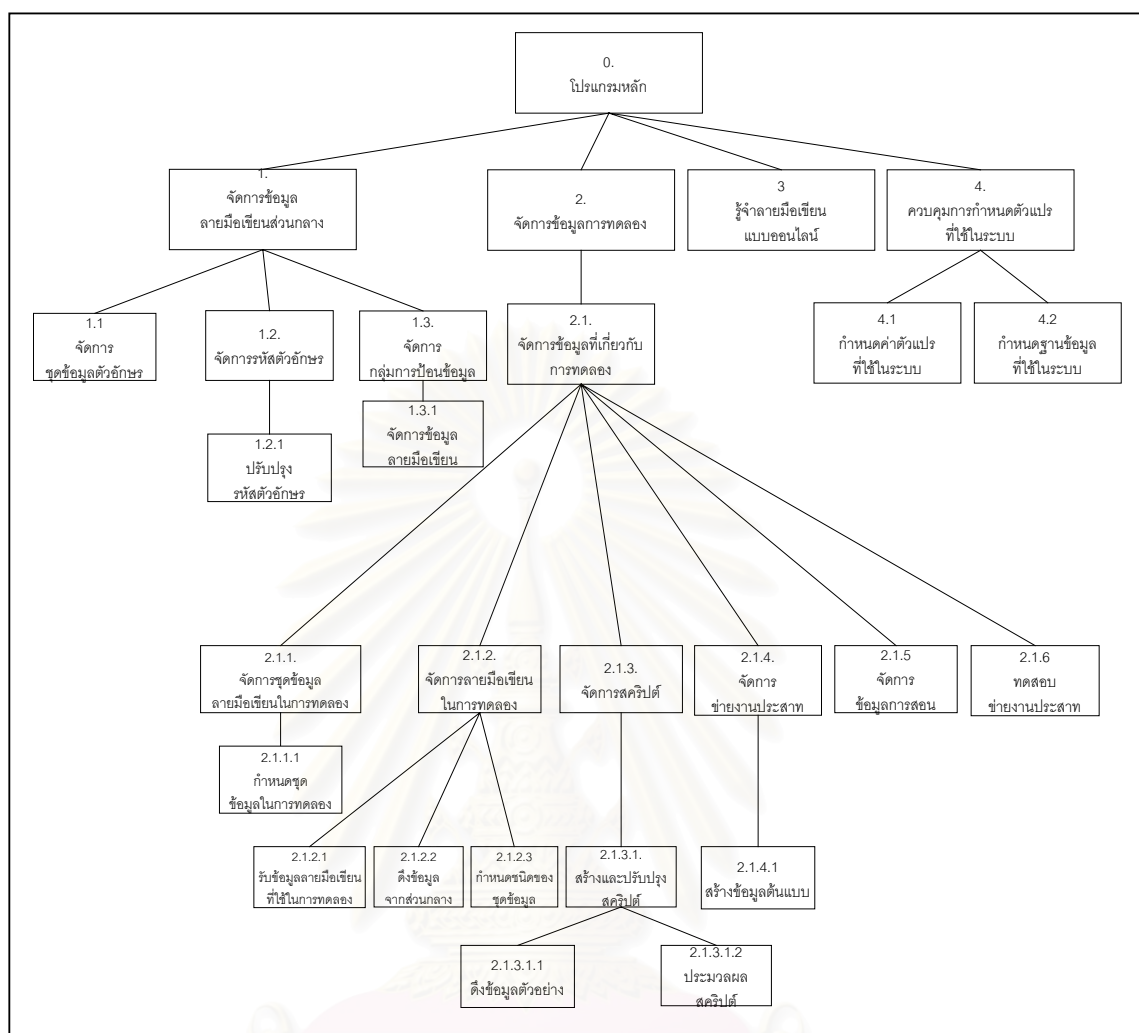 0.
โปรแกรมหลัก
1.
จัดการข้อมูล
ลายมือเขียนส่วนกลาง
2.
จัดการข้อมูลการทดลอง
3
รู้จำลายมือเขียน
แบบออนไลน์
4.
ควบคุมการกำหนดตัวแปร
ที่ใช้ในระบบ
1.1
จัดการ
ชุดข้อมูลตัวอักษร
1.2.
จัดการรหัสตัวอักษร
1.3.
จัดการ
กลุ่มการป้อนข้อมูล
2.1.
จัดการข้อมูลที่เกี่ยวกับ
การทดลอง
4.1
กำหนดค่าตัวแปร
ที่ใช้ในระบบ
4.2
กำหนดฐานข้อมูล
ที่ใช้ในระบบ
1.2.1
ปรับปรุง
รหัสตัวอักษร
1.3.1
จัดการข้อมูล
ลายมือเขียน
2.1.1.
จัดการชุดข้อมูล
ลายมือเขียนในการทดลอง
2.1.2.
จัดการลายมือเขียน
ในการทดลอง
2.1.3.
จัดการสคริปต์
2.1.4.
จัดการ
ข่ายงานประสาท
2.1.5
จัดการ
ข้อมูลการสอน
2.1.6
ทดสอบ
ข่ายงานประสาท
2.1.1.1
กำหนดชุด
ข้อมูลในการทดลอง
2.1.2.1
รับข้อมูลลายมือเขียน
ที่ใช้ในการทดลอง
2.1.2.2
ดึงข้อมูล
จากส่วนกลาง
2.1.2.3
กำหนดชนิดของ
ชุดข้อมูล
2.1.3.1.
สร้างและปรับปรุง
สคริปต์
2.1.4.1
สร้างข้อมูลต้นแบบ
2.1.3.1.1
ดึงข้อมูลตัวอย่าง
2.1.3.1.2
ประมวลผล
สคริปต์